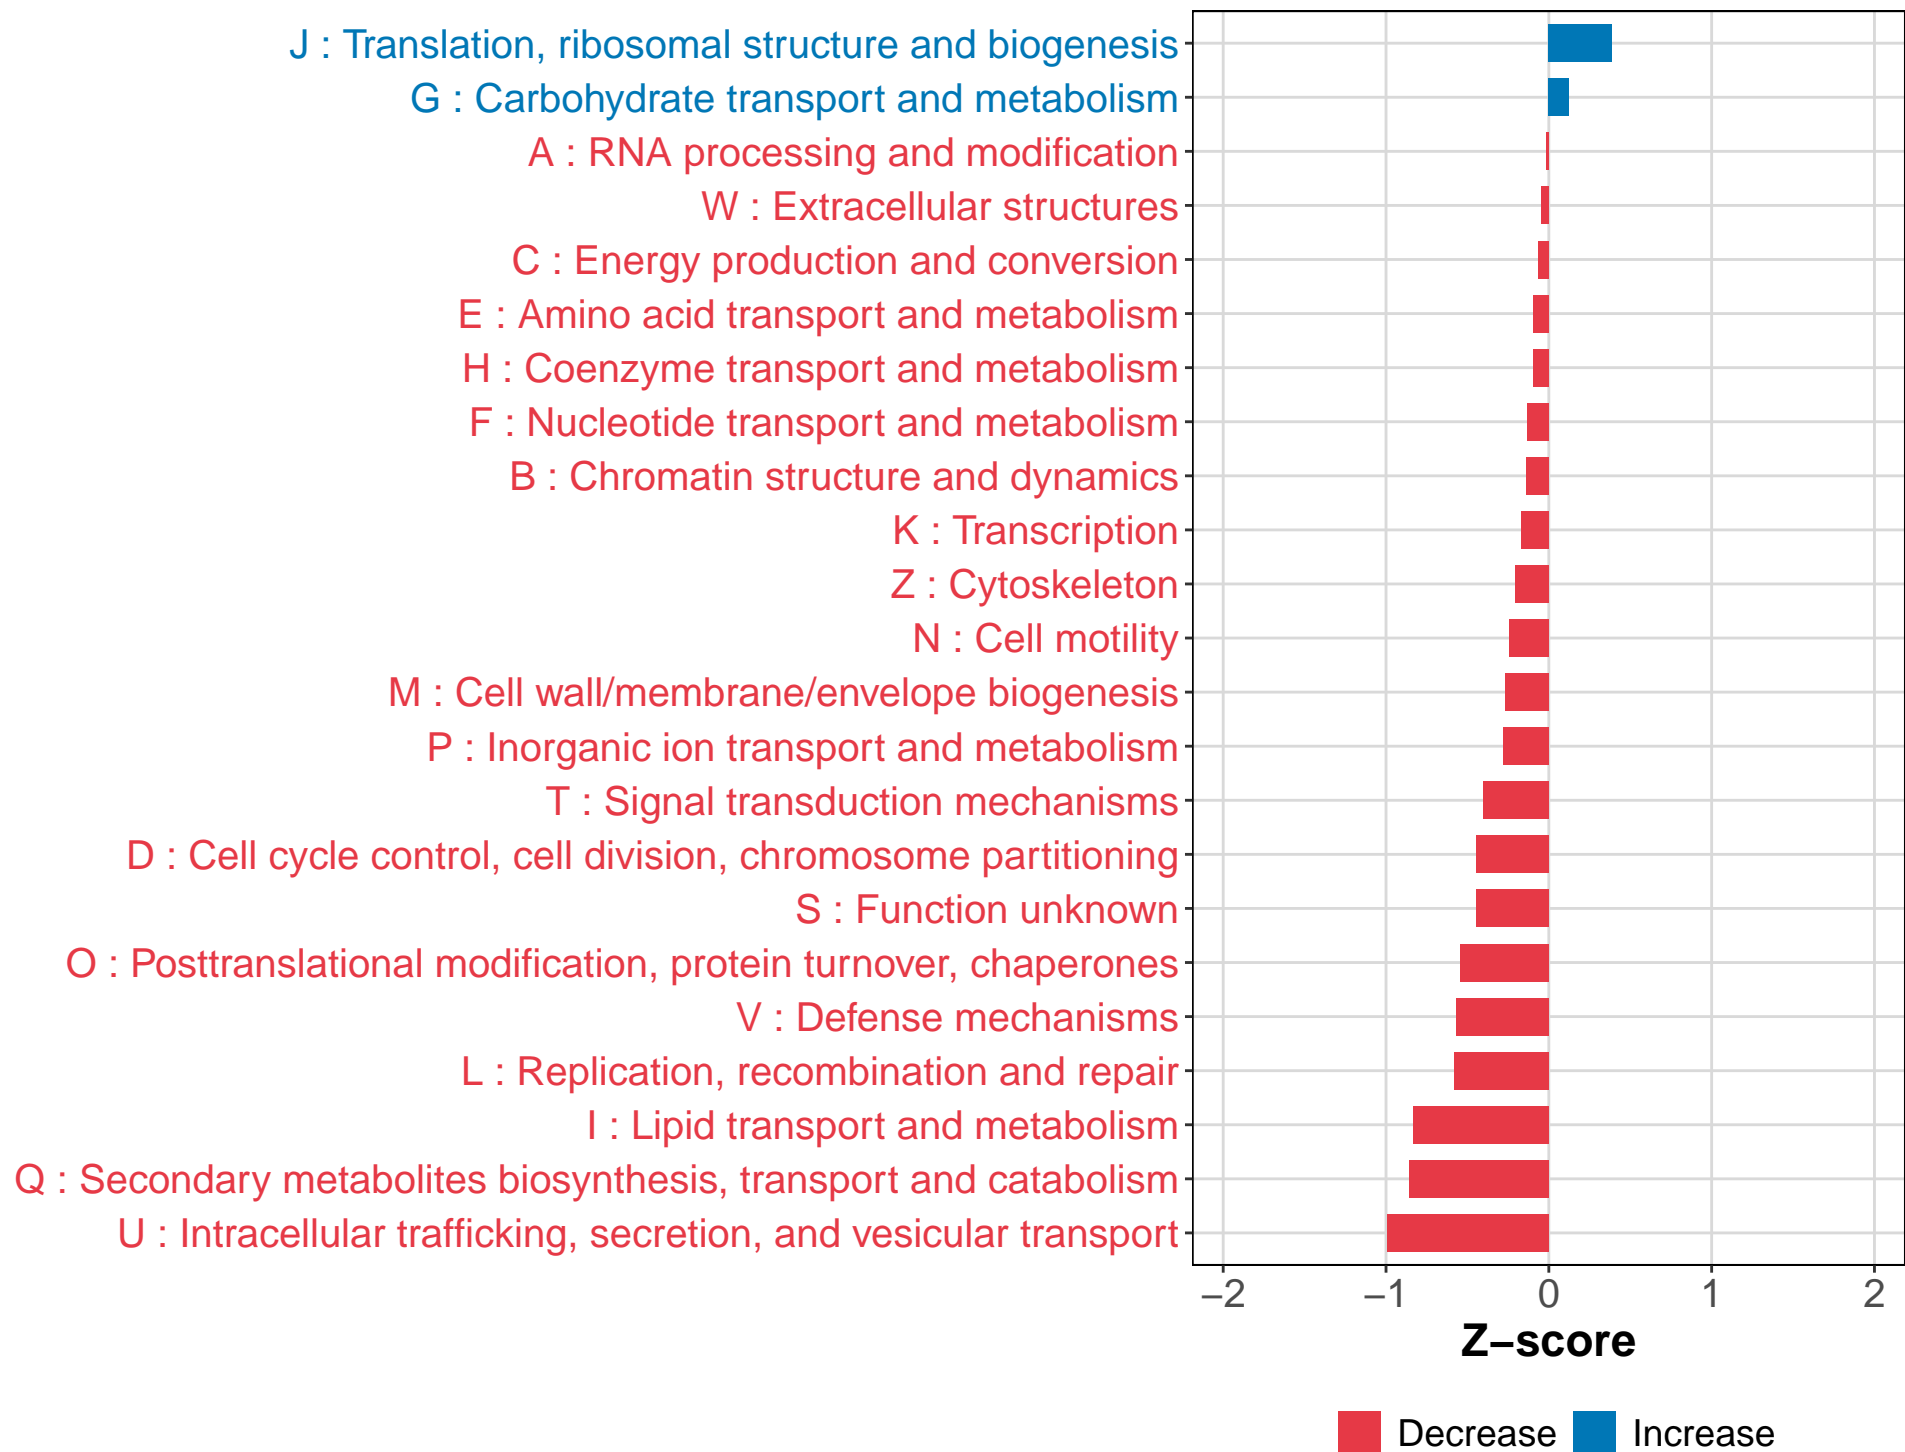 J : Translation, ribosomal structure and biogenesis
G : Carbohydrate transport and metabolism
A : RNA processing and modification
W : Extracellular structures
C : Energy production and conversion
E : Amino acid transport and metabolism
H : Coenzyme transport and metabolism
F : Nucleotide transport and metabolism
B : Chromatin structure and dynamics
K : Transcription
Z : Cytoskeleton
N : Cell motility
M : Cell wall/membrane/envelope biogenesis
P : Inorganic ion transport and metabolism
T : Signal transduction mechanisms
D : Cell cycle control, cell division, chromosome partitioning
S : Function unknown
O : Posttranslational modification, protein turnover, chaperones
V : Defense mechanisms
L : Replication, recombination and repair
I : Lipid transport and metabolism
Q : Secondary metabolites biosynthesis, transport and catabolism
U : Intracellular trafficking, secretion, and vesicular transport
−2 −1 0 1 2
Z−score
Decrease Increase